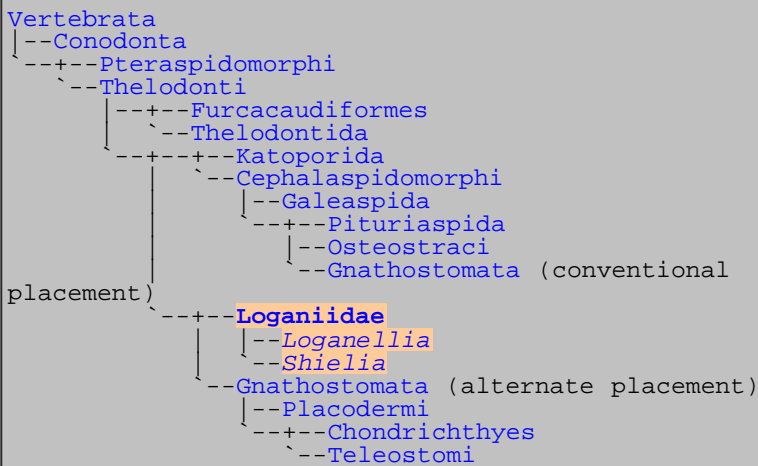 Vertebrata
|--Conodonta
`--+--Pteraspidomorphi
`--Thelodonti
|--+--Furcacaudiformes
| `--Thelodontida
`--+--+--Katoporida
| `--Cephalaspidomorphi
| |--Galeaspida
| `--+--Pituriaspida
| |--Osteostraci
| `--Gnathostomata (conventional
placement)
`--+--Loganiidae
| |--Loganellia
| `--Shielia
`--Gnathostomata (alternate placement)
|--Placodermi
`--+--Chondrichthyes
`--Teleostomi